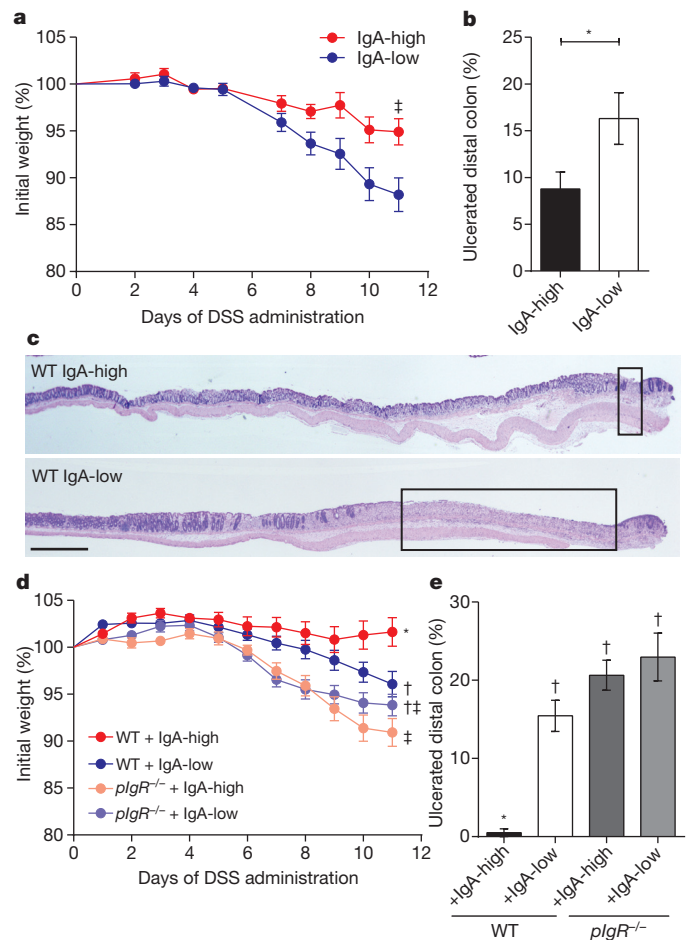 a
105
100
95
90
85
80
Initial weight (%)
IgA-high
IgA-low
‡
0 2 4 6 8 10 12
Days of DSS administration
b
*
25
20
15
10
5
0
Ulcerated distal colon (%)
IgA-high
IgA-low
c
WT IgA-high
WT IgA-low
d
105
100
95
90
85
80
Initial weight (%)
*
†
†‡
‡
WT + IgA-high
WT + IgA-low
pIgR–/– + IgA-high
pIgR–/– + IgA-low
0 2 4 6 8 10 12
Days of DSS administration
e
30
20
10
0
Ulcerated distal colon (%)
* † † †
+IgA-high
+IgA-low
+IgA-high
+IgA-low
WT pIgR–/–